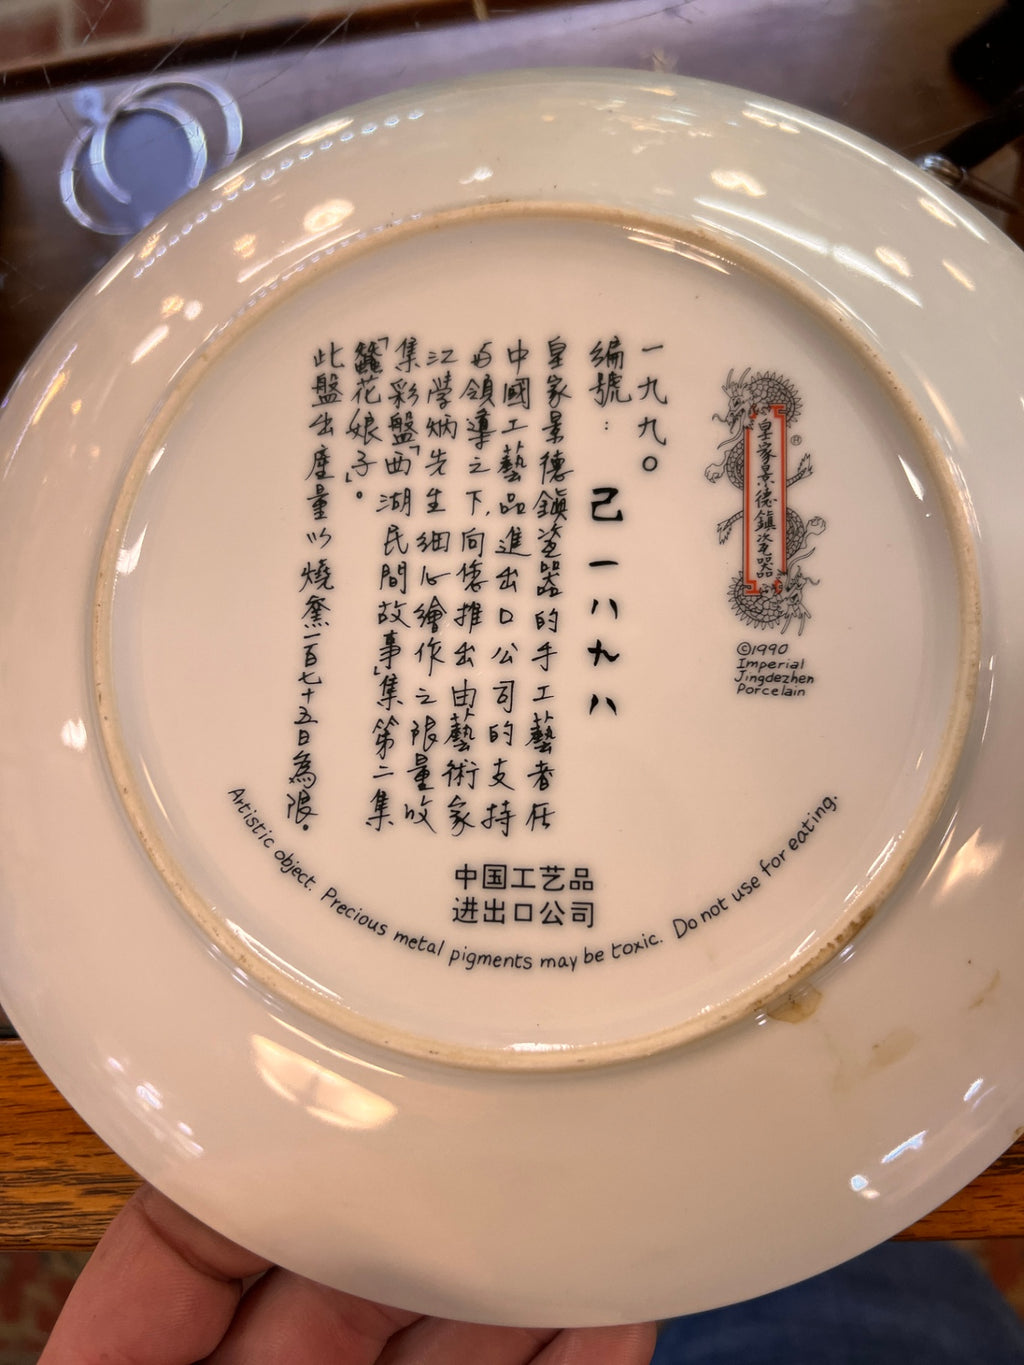 皇家景德鎮瓷器
®
©1990
Imperial
Jingdezhen
Porcelain
一九九〇
編號：己一八九八
皇家景德鎮瓷器的手工藝者在
中國工藝品進出口公司的支持
与領導之下，向您推出由藝術家
江學炳先生細心繪作之限量收
集彩盤「西湖民間故事」集第二集
「蠶花娘子」。
此盤出產量以燒窯一百七十五日為限。
中国工艺品
进出口公司
Artistic object. Precious metal pigments may be toxic. Do not use for eating.